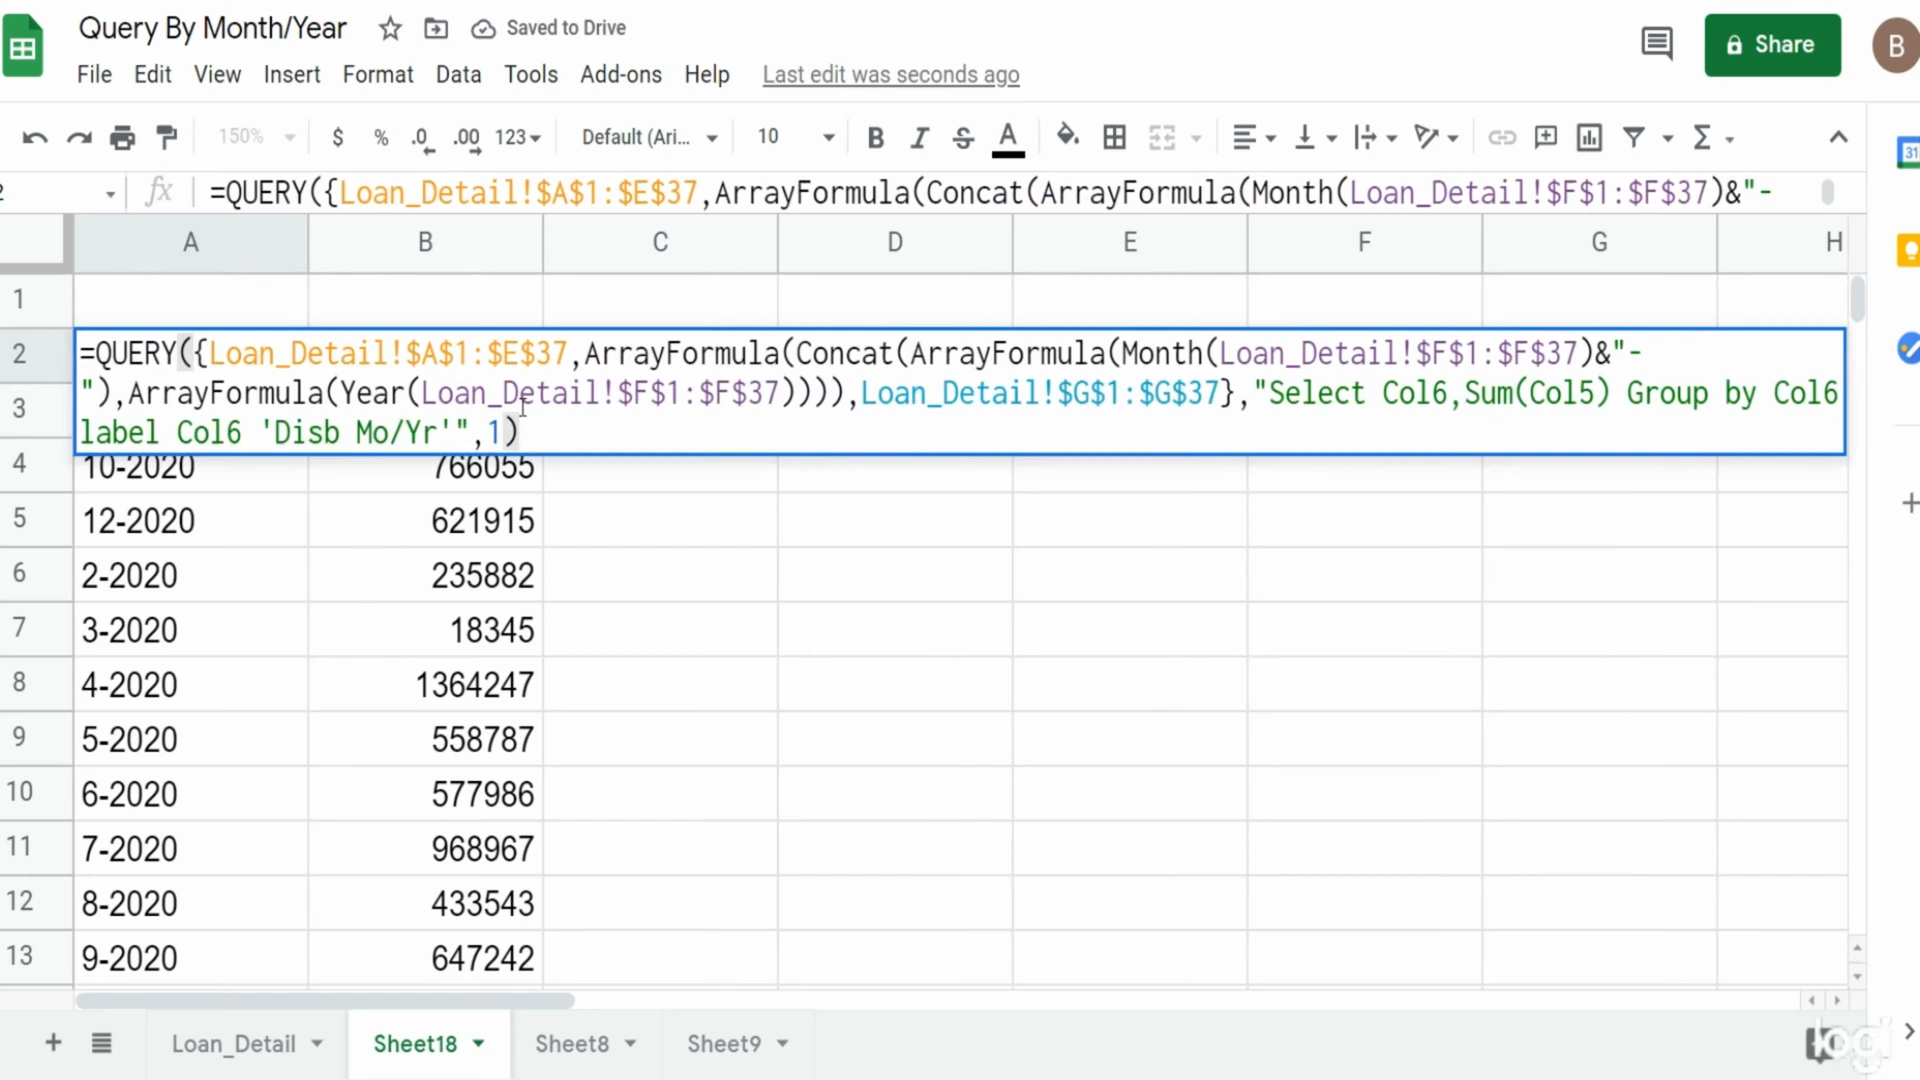 Query By Month/Year Saved to Drive
File Edit View Insert Format Data Tools Add-ons Help Last edit was seconds ago
Share
B
150% $ % .0 .00 123 Default (Ari... 10 B I S A
31
2 fx =QUERY({Loan_Detail!$A$1:$E$37,ArrayFormula(Concat(ArrayFormula(Month(Loan_Detail!$F$1:$F$37)&"-
A B C D E F G H
1
2 =QUERY({Loan_Detail!$A$1:$E$37,ArrayFormula(Concat(ArrayFormula(Month(Loan_Detail!$F$1:$F$37)&"-
3 "),ArrayFormula(Year(Loan_Detail!$F$1:$F$37)))),Loan_Detail!$G$1:$G$37},"Select Col6,Sum(Col5) Group by Col6
label Col6 'Disb Mo/Yr'",1)
4 10-2020 766055
5 12-2020 621915
6 2-2020 235882
7 3-2020 18345
8 4-2020 1364247
9 5-2020 558787
10 6-2020 577986
11 7-2020 968967
12 8-2020 433543
13 9-2020 647242
Loan_Detail Sheet18 Sheet8 Sheet9
logi